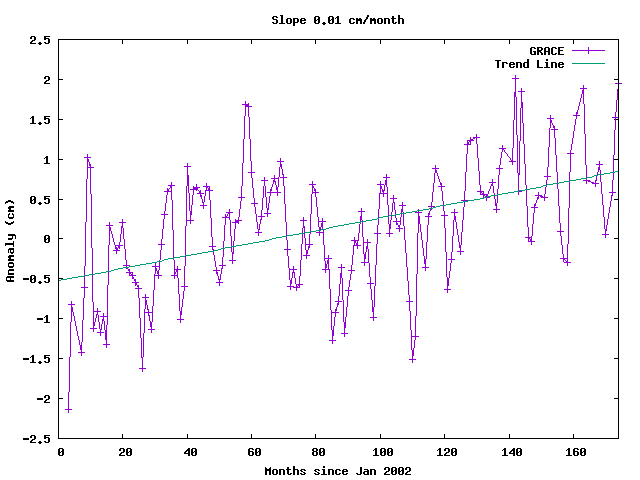 Slope 0.01 cm/month
GRACE
Trend Line
2.5
2
1.5
1
0.5
0
-0.5
-1
-1.5
-2
-2.5
Anomaly (cm)
0 20 40 60 80 100 120 140 160
Months since Jan 2002